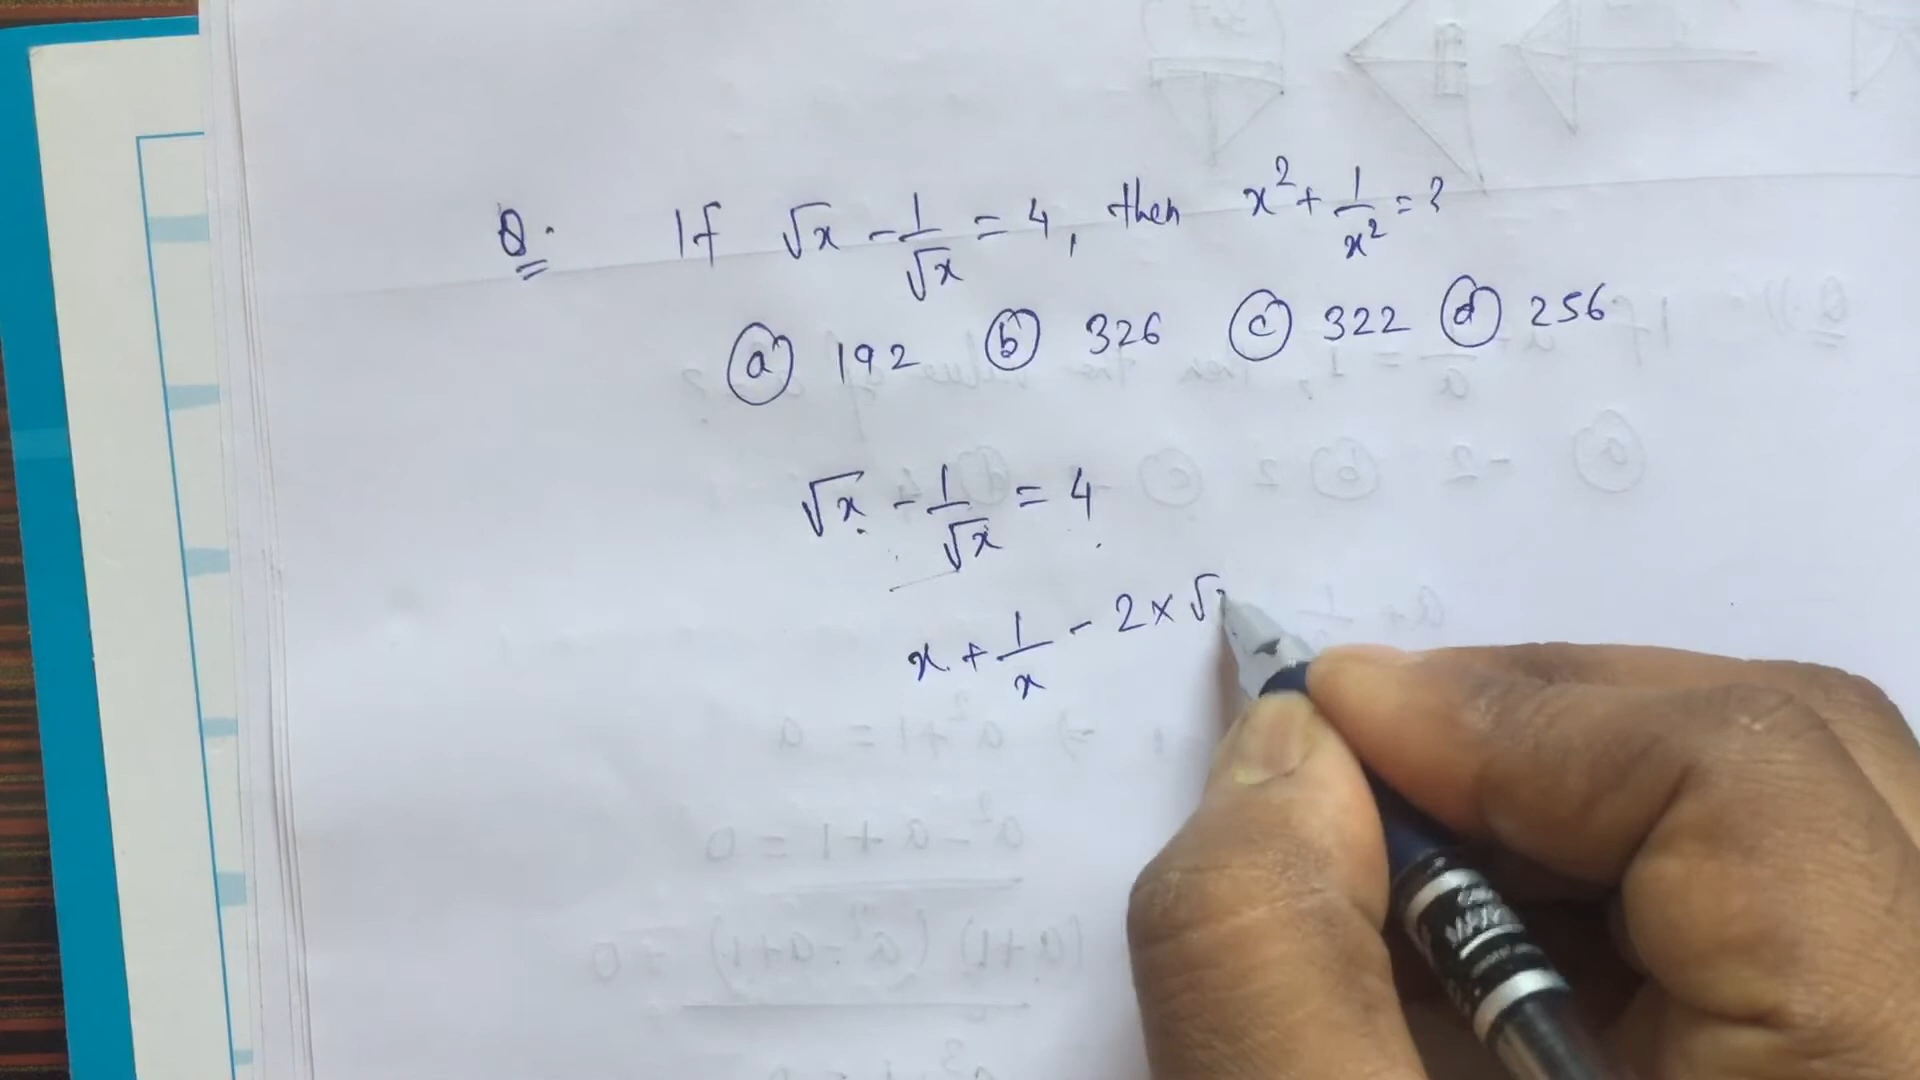 Q. If √x - 1/√x = 4, then x² + 1/x² = ?
(a) 192 (b) 326 (c) 322 (d) 256
√x - 1/√x = 4
x + 1/x - 2 × √